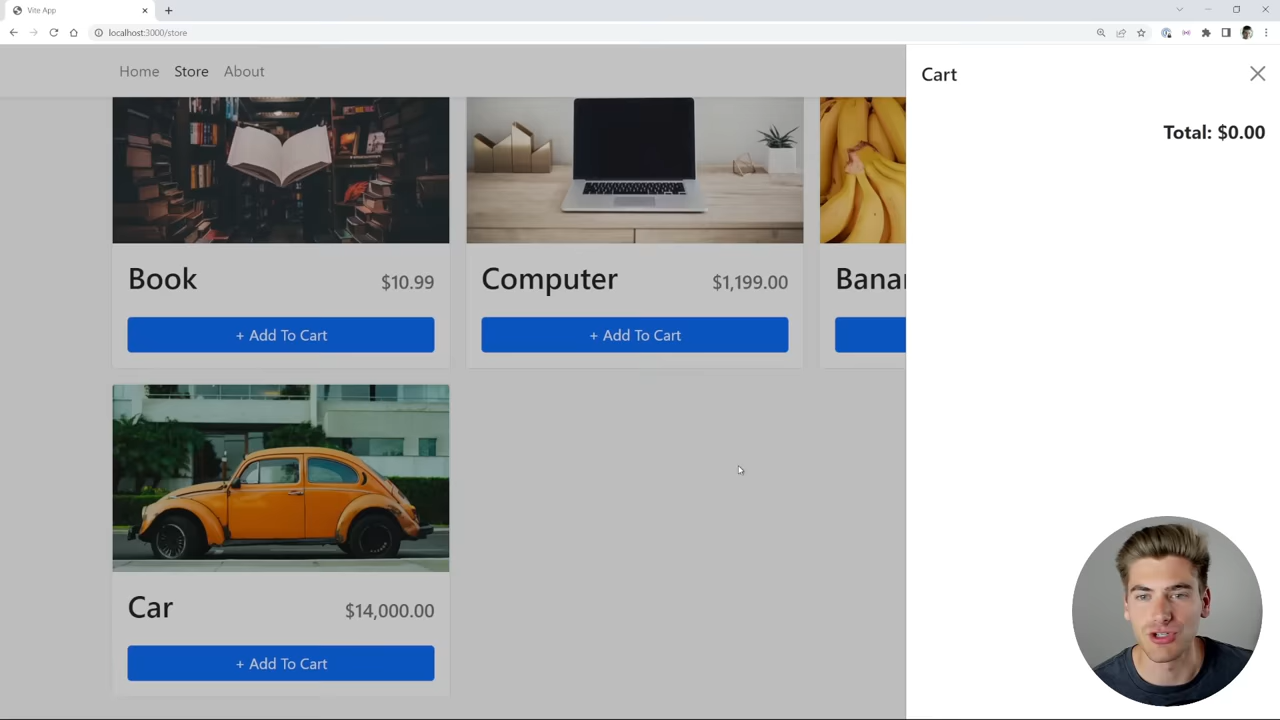 Vite App
localhost:3000/store
Home Store About
Cart
Total: $0.00
Book $10.99
Computer $1,199.00
Bana
+ Add To Cart
+ Add To Cart
Car $14,000.00
+ Add To Cart